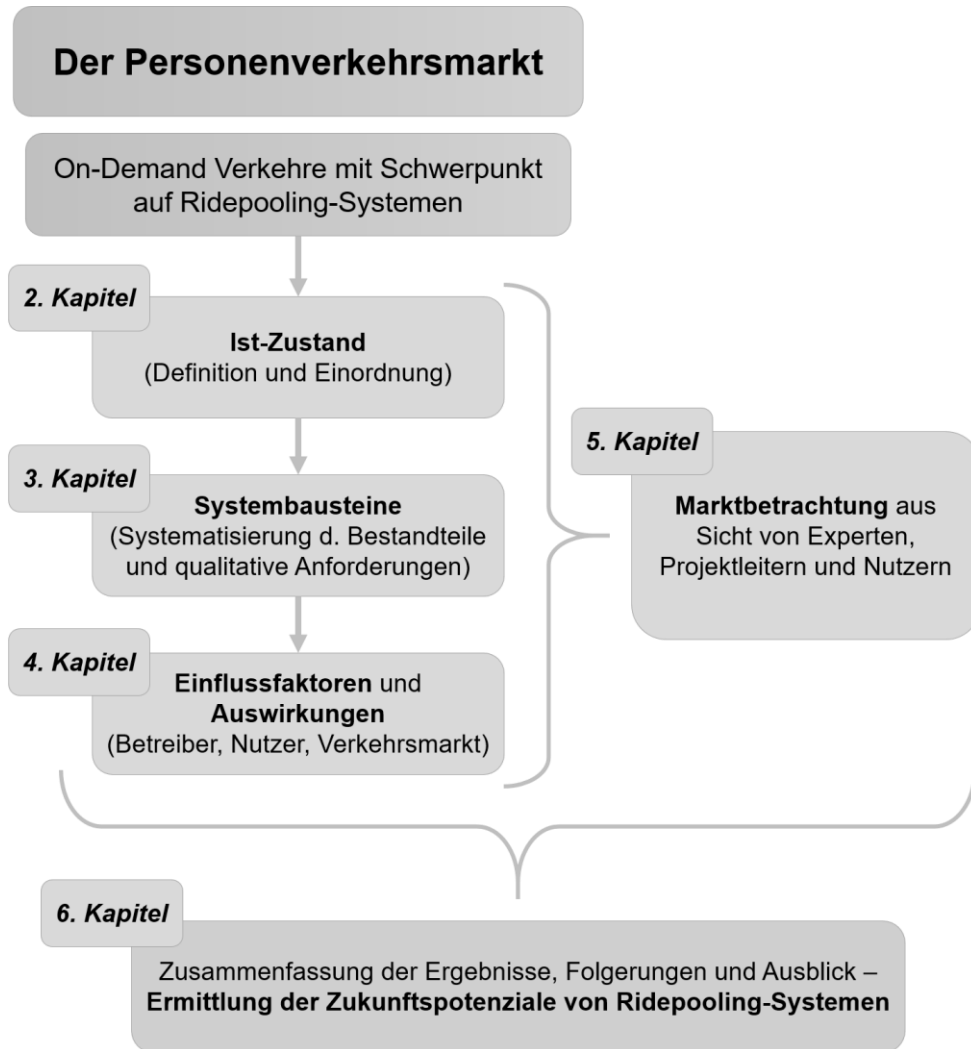 Der Personenverkehrsmarkt
On-Demand Verkehre mit Schwerpunkt
auf Ridepooling-Systemen
2. Kapitel
Ist-Zustand
(Definition und Einordnung)
3. Kapitel
Systembausteine
(Systematisierung d. Bestandteile
und qualitative Anforderungen)
4. Kapitel
Einflussfaktoren und
Auswirkungen
(Betreiber, Nutzer, Verkehrsmarkt)
5. Kapitel
Marktbetrachtung aus
Sicht von Experten,
Projektleitern und Nutzern
6. Kapitel
Zusammenfassung der Ergebnisse, Folgerungen und Ausblick –
Ermittlung der Zukunftspotenziale von Ridepooling-Systemen